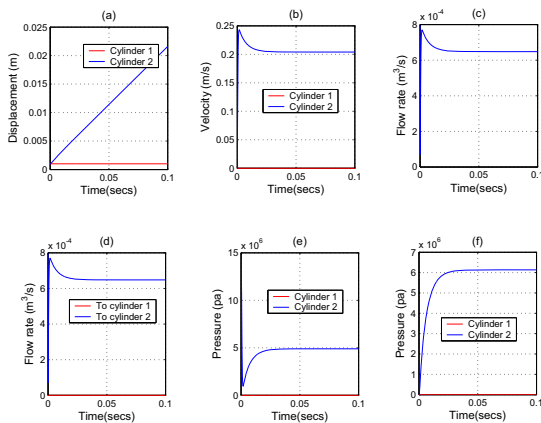 (a)
Displacement (m)
0.025
0.02
0.015
0.01
0.005
0
Cylinder 1
Cylinder 2
0
0.05
0.1
Time(secs)
(b)
Velocity (m/s)
0.25
0.2
0.15
0.1
0.05
0
Cylinder 1
Cylinder 2
0
0.05
0.1
Time(secs)
(c)
x 10⁻⁴
Flow rate (m³/s)
8
6
4
2
0
0
0.05
0.1
Time(secs)
(d)
x 10⁻⁴
Flow rate (m³/s)
8
6
4
2
0
To cylinder 1
To cylinder 2
0
0.05
0.1
Time(secs)
(e)
x 10⁶
Pressure (pa)
15
10
5
0
Cylinder 1
Cylinder 2
0
0.05
0.1
Time(secs)
(f)
x 10⁶
Pressure (pa)
7
6
5
4
3
2
1
0
Cylinder 1
Cylinder 2
0
0.05
0.1
Time(secs)